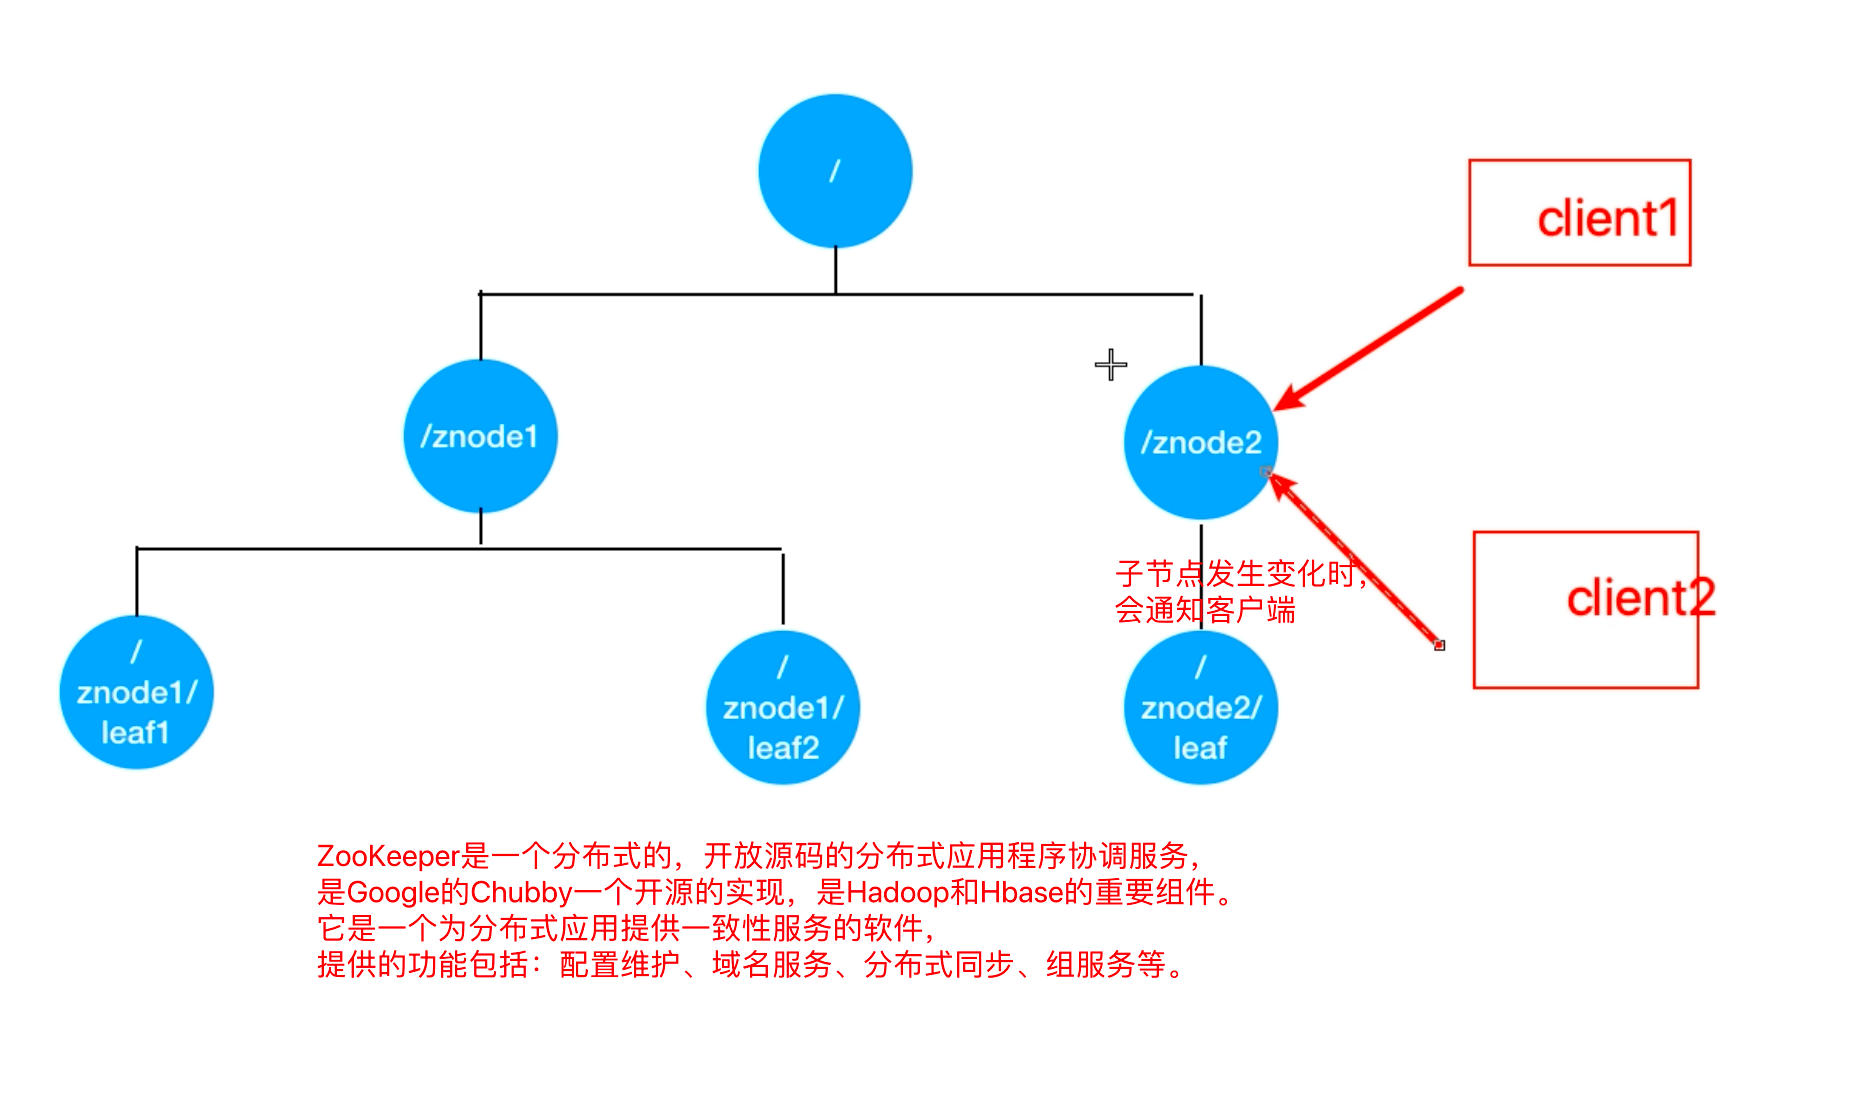 /
client1
/znode1
/znode2
子节点发生变化时，
会通知客户端
client2
/
znode1/
leaf1
/
znode1/
leaf2
/
znode2/
leaf
ZooKeeper是一个分布式的，开放源码的分布式应用程序协调服务，
是Google的Chubby一个开源的实现，是Hadoop和Hbase的重要组件。
它是一个为分布式应用提供一致性服务的软件，
提供的功能包括：配置维护、域名服务、分布式同步、组服务等。